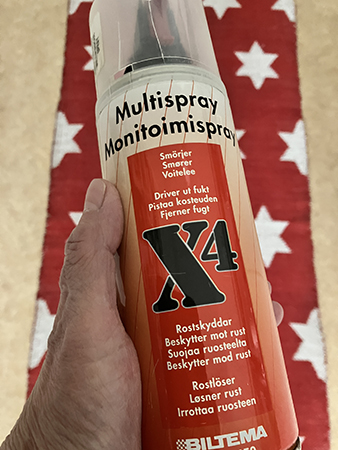 Multispray
Monitoimispray
Smörjer
Smører
Voitelee
Driver ut fukt
Pistaa kosteuden
Fjerner fugt
X4
Rostskyddar
Beskytter mot rust
Suojaa ruosteelta
Beskytter mod rust
Rostlöser
Løsner rust
Irrottaa ruosteen
BILTEMA